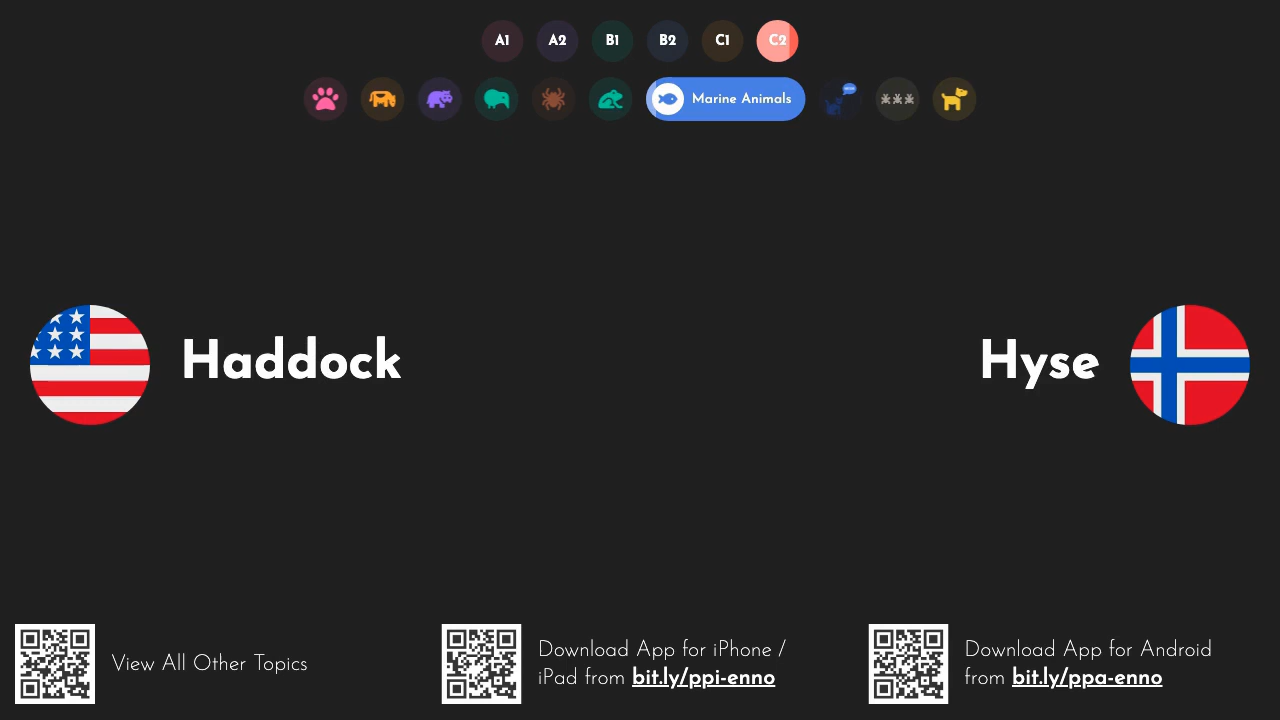 A1 A2 B1 B2 C1 C2
Marine Animals
Haddock
Hyse
View All Other Topics
Download App for iPhone /
iPad from bit.ly/ppi-enno
Download App for Android
from bit.ly/ppa-enno